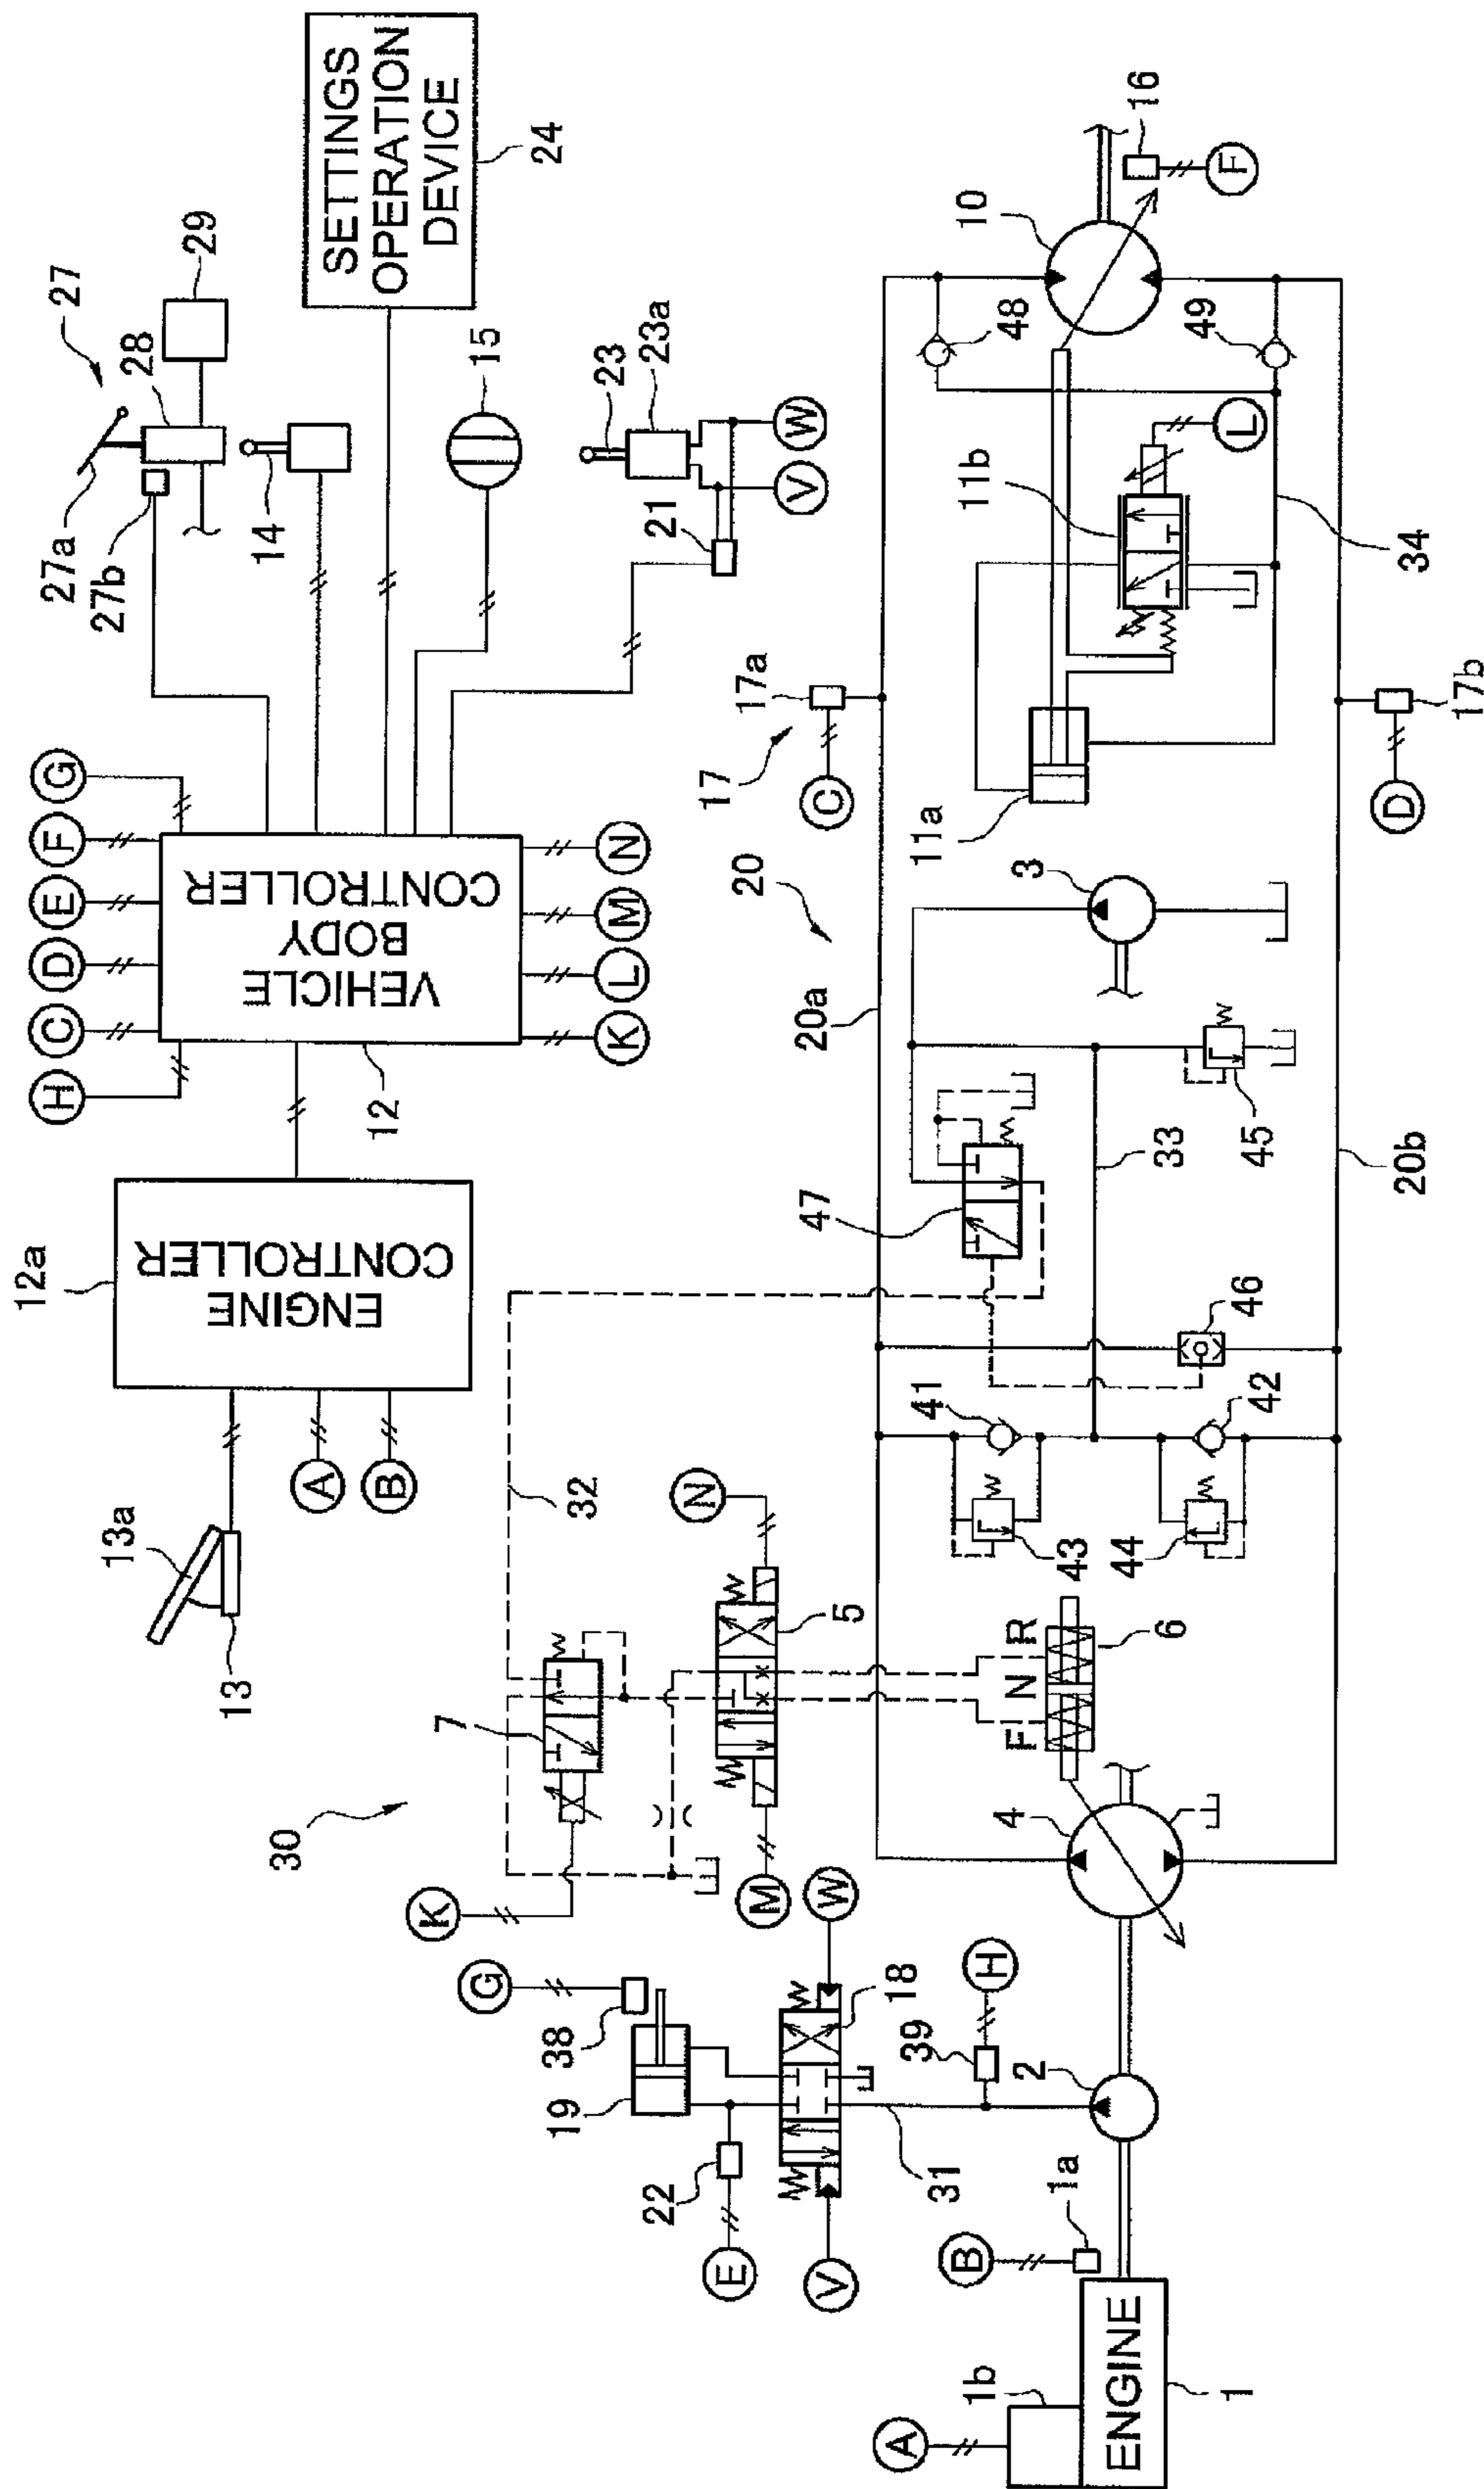 12a
ENGINE
CONTROLLER
13a
13
A
B
H
C
D
E
F
G
VEHICLE
BODY
CONTROLLER
12
K
L
M
N
27
27a
27b
28
29
14
SETTINGS
OPERATION
DEVICE
24
15
23
23a
21
V
W
30
K
7
32
N
5
M
G
38
19
22
E
V
W
18
39
H
31
2
B
1a
A
1b
ENGINE
1
4
F N R
6
41
42
43
44
46
47
33
45
20
20a
20b
3
17
17a
C
17b
D
11a
11b
L
34
48
49
10
16
F